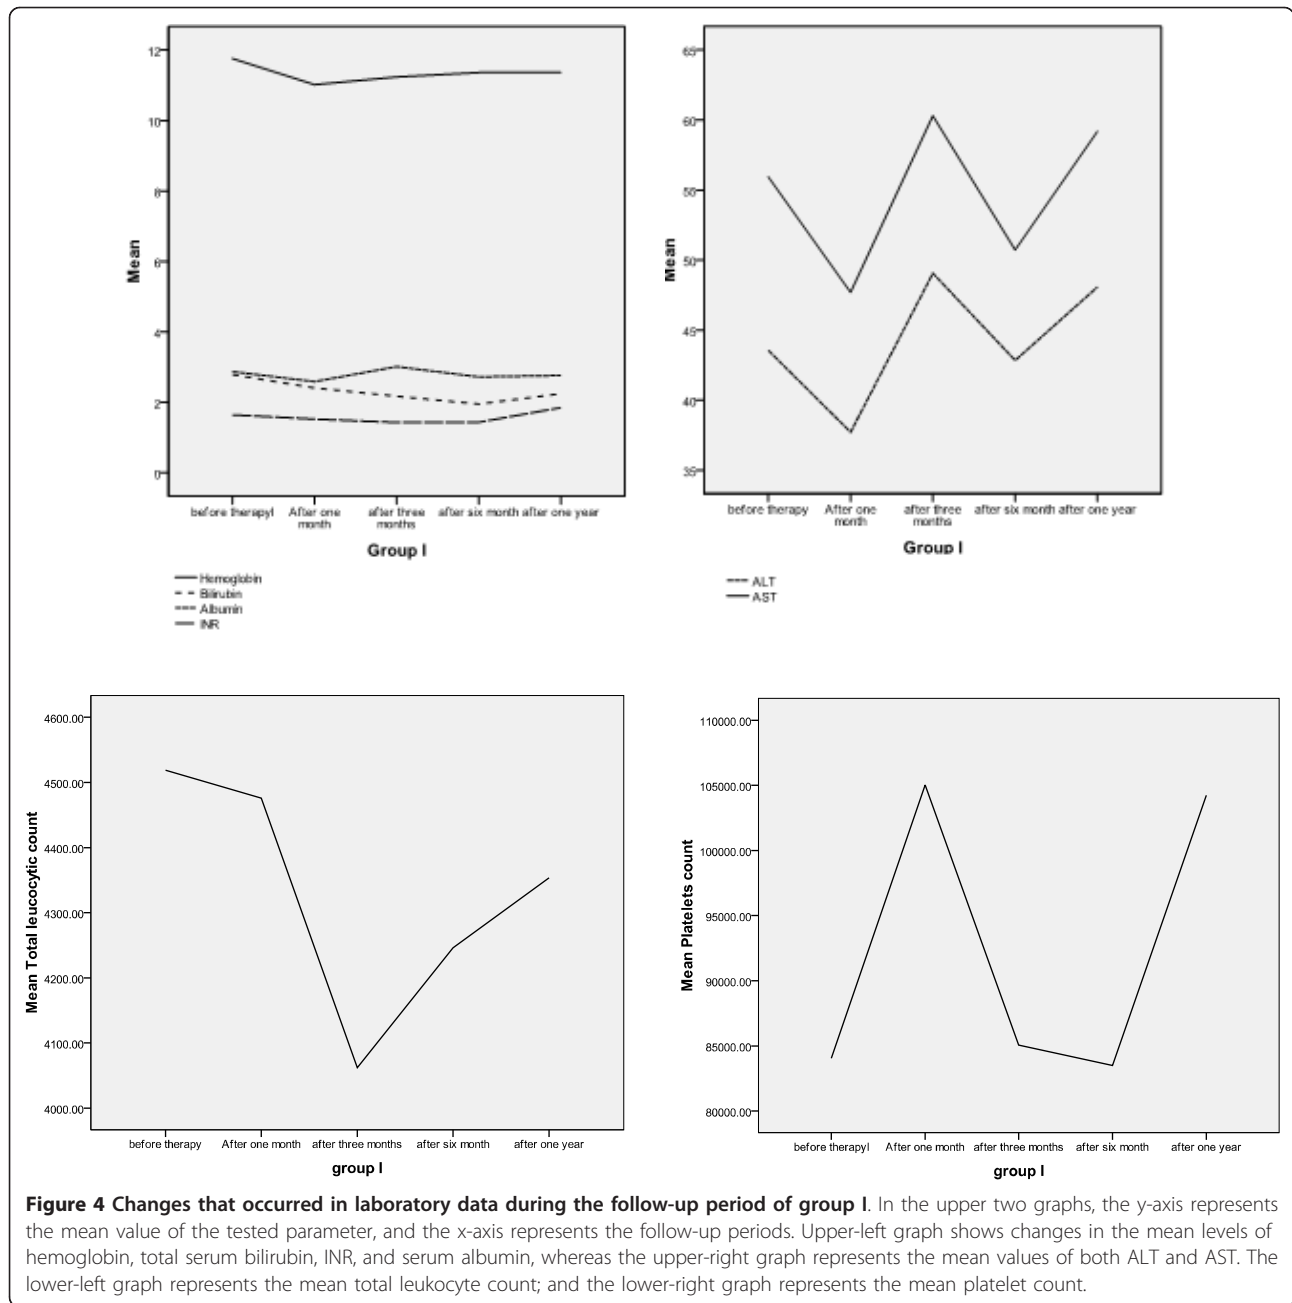 12
10
8
6
4
2
0
Mean
before therapyl After one month after three months after six month after one year
Group I
Hemoglobin
Bilirubin
Albumin
INR
65
60
55
50
45
40
35
Mean
before therapy After one month after three months after six month after one year
Group I
ALT
AST
4600.00
4500.00
4400.00
4300.00
4200.00
4100.00
4000.00
Mean Total leucocytic count
before therapy After one month after three months after six month after one year
group I
110000.00
105000.00
100000.00
95000.00
90000.00
85000.00
80000.00
Mean Platelets count
before therapyl After one month after three months after six month after one year
group I
Figure 4 Changes that occurred in laboratory data during the follow-up period of group I. In the upper two graphs, the y-axis represents
the mean value of the tested parameter, and the x-axis represents the follow-up periods. Upper-left graph shows changes in the mean levels of
hemoglobin, total serum bilirubin, INR, and serum albumin, whereas the upper-right graph represents the mean values of both ALT and AST. The
lower-left graph represents the mean total leukocyte count; and the lower-right graph represents the mean platelet count.